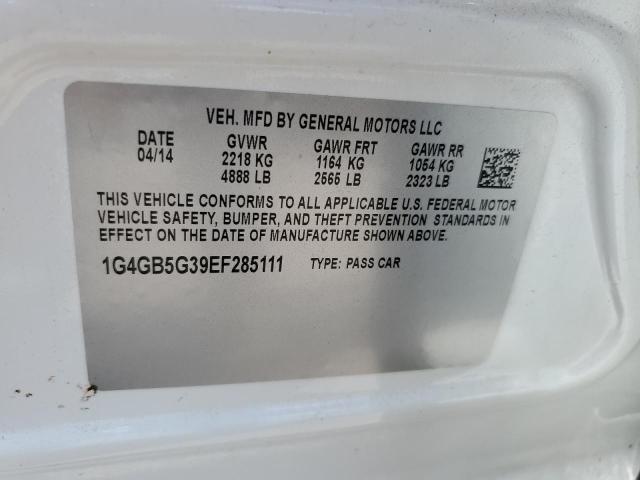 VEH. MFD BY GENERAL MOTORS LLC
DATE GVWR GAWR FRT GAWR RR
04/14 2218 KG 1164 KG 1054 KG
4888 LB 2565 LB 2323 LB
THIS VEHICLE CONFORMS TO ALL APPLICABLE U.S. FEDERAL MOTOR
VEHICLE SAFETY, BUMPER, AND THEFT PREVENTION STANDARDS IN
EFFECT ON THE DATE OF MANUFACTURE SHOWN ABOVE.
1G4GB5G39EF285111 TYPE: PASS CAR